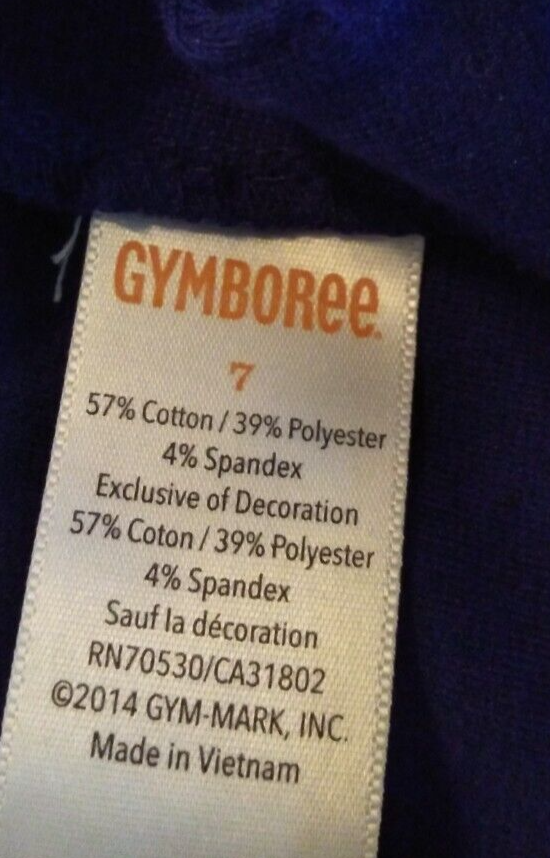 GYMBOREE
7
57% Cotton / 39% Polyester
4% Spandex
Exclusive of Decoration
57% Coton / 39% Polyester
4% Spandex
Sauf la décoration
RN70530/CA31802
©2014 GYM-MARK, INC.
Made in Vietnam